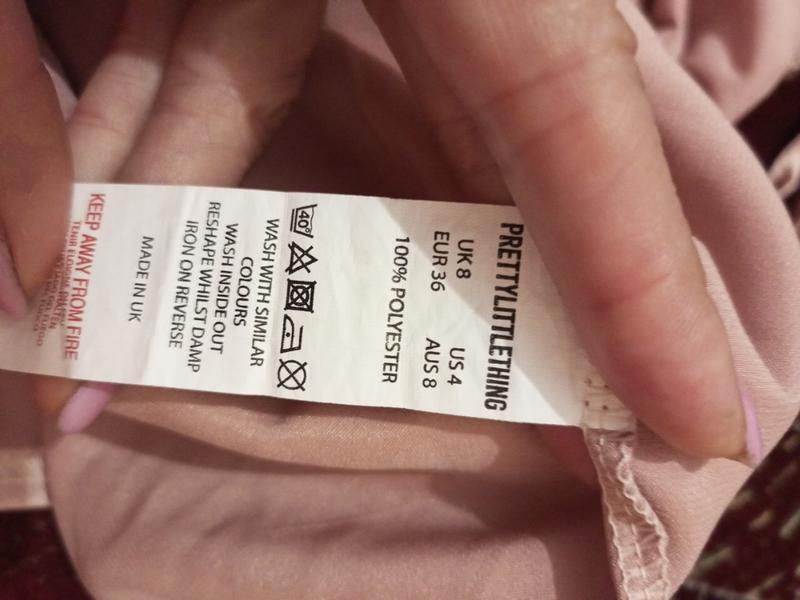 PRETTYLITTLETHING
UK 8 US 4
EUR 36 AUS 8
100% POLYESTER
40°
WASH WITH SIMILAR
COLOURS
WASH INSIDE OUT
RESHAPE WHILST DAMP
IRON ON REVERSE
MADE IN UK
KEEP AWAY FROM FIRE